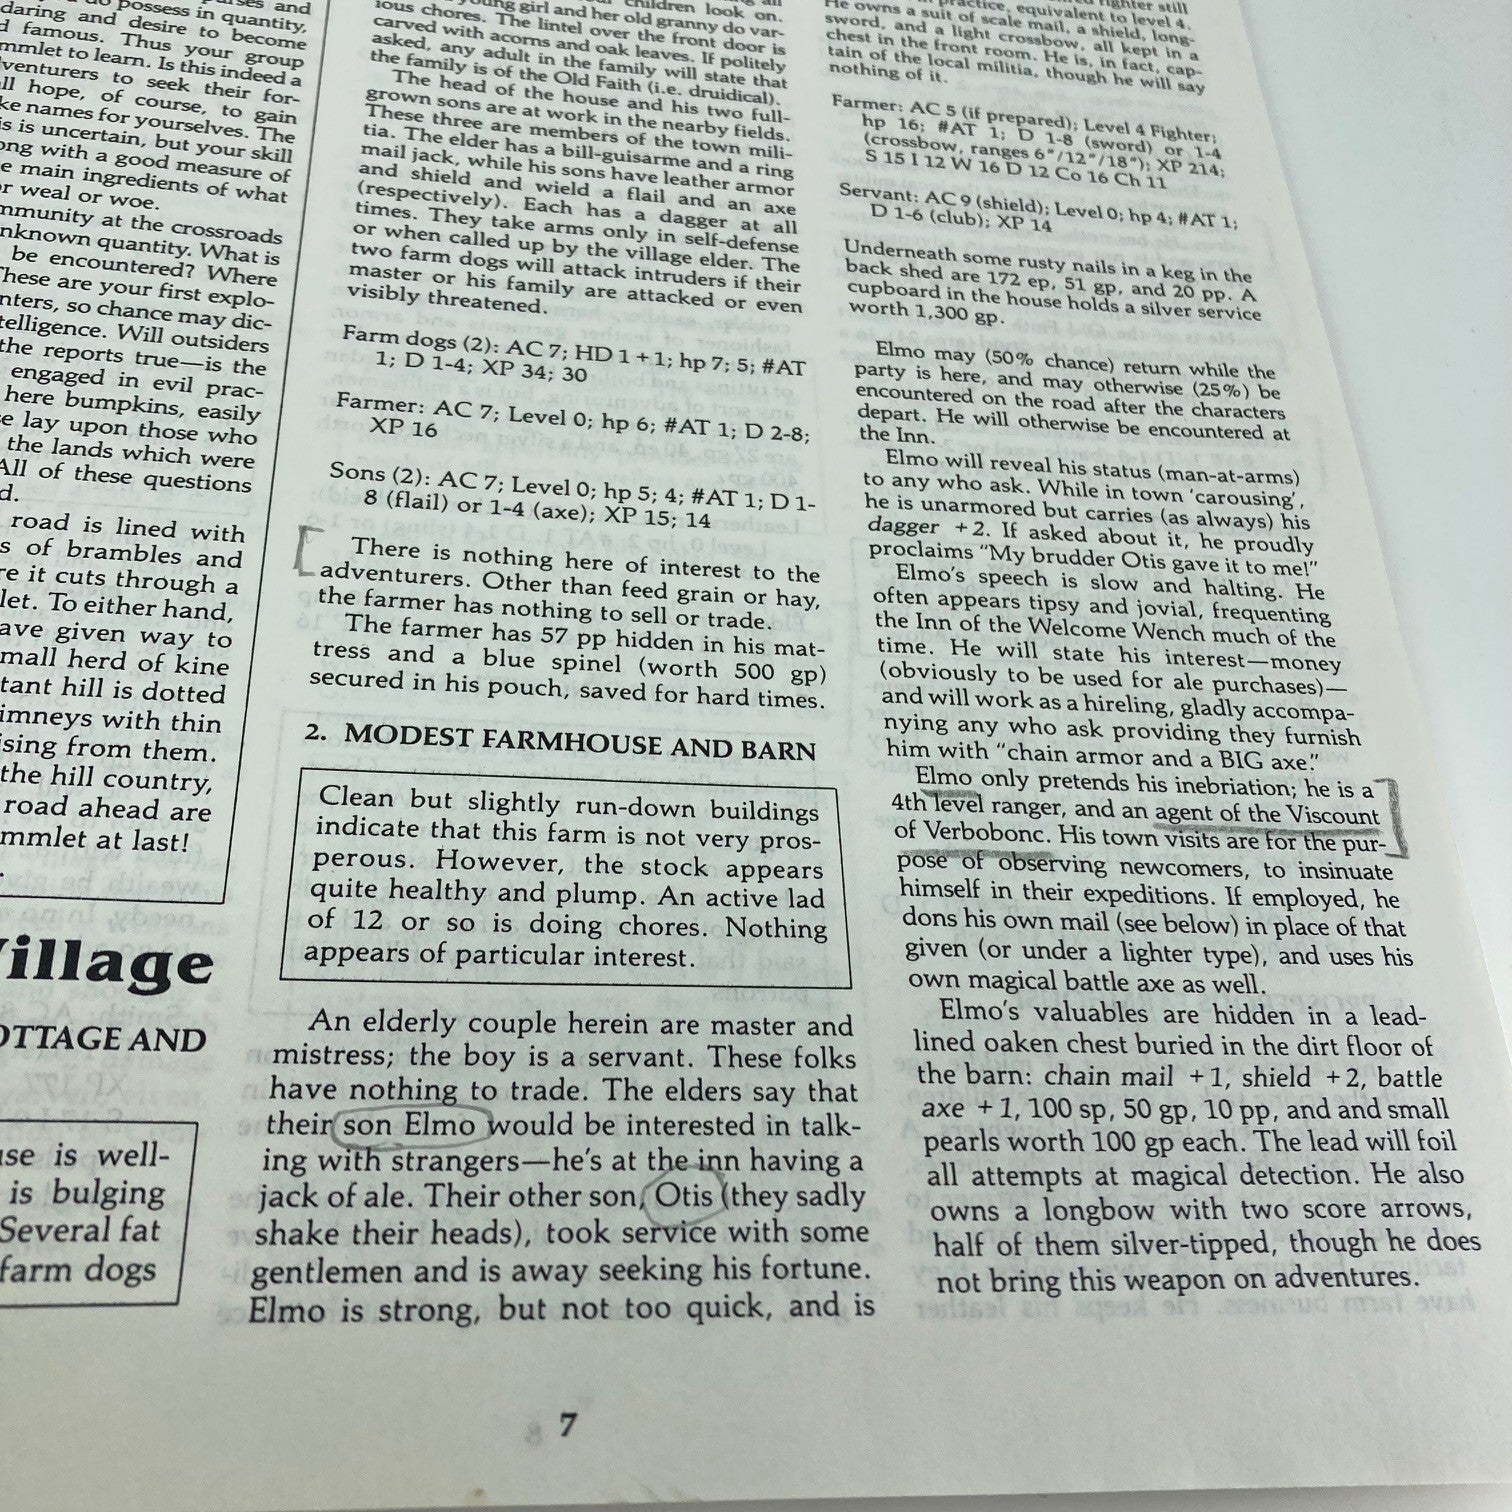 possess in quantity,
daring and desire to become
famous. Thus your group
mmlet to learn. Is this indeed a
venturers to seek their for-
ll hope, of course, to gain
ke names for yourselves. The
is is uncertain, but your skill
ong with a good measure of
e main ingredients of what
or weal or woe.
mmunity at the crossroads
nknown quantity. What is
be encountered? Where
These are your first explo-
nters, so chance may dic-
telligence. Will outsiders
the reports true—is the
engaged in evil prac-
here bumpkins, easily
se lay upon those who
the lands which were
All of these questions
d.
road is lined with
s of brambles and
re it cuts through a
let. To either hand,
ave given way to
mall herd of kine
tant hill is dotted
imneys with thin
ising from them.
the hill country,
road ahead are
mmlet at last!
Village
OTTAGE AND
use is well-
is bulging
Several fat
farm dogs
children look on.
young girl and her old granny do var-
ious chores. The lintel over the front door is
carved with acorns and oak leaves. If politely
asked, any adult in the family will state that
the family is of the Old Faith (i.e. druidical).
The head of the house and his two full-
grown sons are at work in the nearby fields.
These three are members of the town mili-
tia. The elder has a bill-guisarme and a ring
mail jack, while his sons have leather armor
and shield and wield a flail and an axe
(respectively). Each has a dagger at all
times. They take arms only in self-defense
or when called up by the village elder. The
two farm dogs will attack intruders if their
master or his family are attacked or even
visibly threatened.
Farm dogs (2): AC 7; HD 1 + 1; hp 7; 5; #AT
1; D 1-4; XP 34; 30
Farmer: AC 7; Level 0; hp 6; #AT 1; D 2-8;
XP 16
Sons (2): AC 7; Level 0; hp 5; 4; #AT 1; D 1-
8 (flail) or 1-4 (axe); XP 15; 14
There is nothing here of interest to the
adventurers. Other than feed grain or hay,
the farmer has nothing to sell or trade.
The farmer has 57 pp hidden in his mat-
tress and a blue spinel (worth 500 gp)
secured in his pouch, saved for hard times.
2. MODEST FARMHOUSE AND BARN
Clean but slightly run-down buildings
indicate that this farm is not very pros-
perous. However, the stock appears
quite healthy and plump. An active lad
of 12 or so is doing chores. Nothing
appears of particular interest.
An elderly couple herein are master and
mistress; the boy is a servant. These folks
have nothing to trade. The elders say that
their son Elmo would be interested in talk-
ing with strangers—he's at the inn having a
jack of ale. Their other son, Otis (they sadly
shake their heads), took service with some
gentlemen and is away seeking his fortune.
Elmo is strong, but not too quick, and is
fighter still
practice, equivalent to level 4.
He owns a suit of scale mail, a shield, long-
sword, and a light crossbow, all kept in a
chest in the front room. He is, in fact, cap-
tain of the local militia, though he will say
nothing of it.
Farmer: AC 5 (if prepared); Level 4 Fighter;
hp 16; #AT 1; D 1-8 (sword) or 1-4
(crossbow, ranges 6"/12"/18"); XP 214;
S 15 I 12 W 16 D 12 Co 16 Ch 11
Servant: AC 9 (shield); Level 0; hp 4; #AT 1;
D 1-6 (club); XP 14
Underneath some rusty nails in a keg in the
back shed are 172 ep, 51 gp, and 20 pp. A
cupboard in the house holds a silver service
worth 1,300 gp.
Elmo may (50% chance) return while the
party is here, and may otherwise (25%) be
encountered on the road after the characters
depart. He will otherwise be encountered at
the Inn.
Elmo will reveal his status (man-at-arms)
to any who ask. While in town 'carousing',
he is unarmored but carries (as always) his
dagger +2. If asked about it, he proudly
proclaims "My brudder Otis gave it to me!"
Elmo's speech is slow and halting. He
often appears tipsy and jovial, frequenting
the Inn of the Welcome Wench much of the
time. He will state his interest—money
(obviously to be used for ale purchases)—
and will work as a hireling, gladly accompa-
nying any who ask providing they furnish
him with "chain armor and a BIG axe."
Elmo only pretends his inebriation; he is a
4th level ranger, and an agent of the Viscount
of Verbobonc. His town visits are for the pur-
pose of observing newcomers, to insinuate
himself in their expeditions. If employed, he
dons his own mail (see below) in place of that
given (or under a lighter type), and uses his
own magical battle axe as well.
Elmo's valuables are hidden in a lead-
lined oaken chest buried in the dirt floor of
the barn: chain mail +1, shield +2, battle
axe +1, 100 sp, 50 gp, 10 pp, and and small
pearls worth 100 gp each. The lead will foil
all attempts at magical detection. He also
owns a longbow with two score arrows,
half of them silver-tipped, though he does
not bring this weapon on adventures.
7